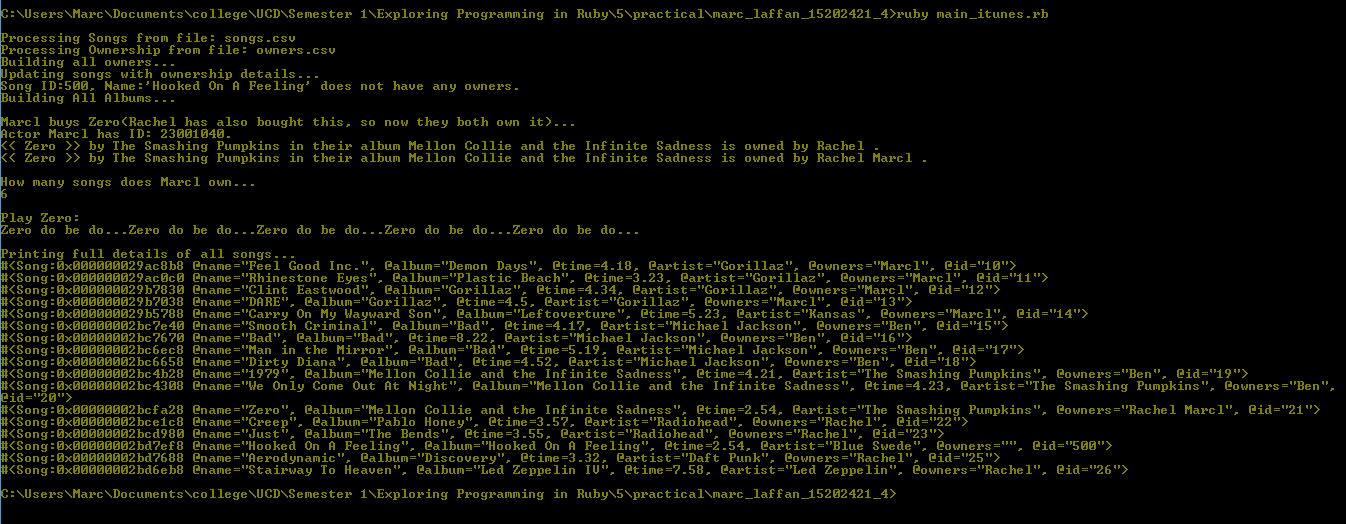 C:\Users\Marc\Documents\college\UCD\Semester 1\Exploring Programming in Ruby\5\practical\marc_laffan_15202421_4>ruby main_itunes.rb
Processing Songs from file: songs.csv
Processing Ownership from file: owners.csv
Building all owners...
Updating songs with ownership details...
Song ID:500, Name:'Hooked On A Feeling' does not have any owners.
Building All Albums...
Marcl buys Zero(Rachel has also bought this, so now they both own it)...
Actor Marcl has ID: 23001040.
<< Zero >> by The Smashing Pumpkins in their album Mellon Collie and the Infinite Sadness is owned by Rachel .
<< Zero >> by The Smashing Pumpkins in their album Mellon Collie and the Infinite Sadness is owned by Rachel Marcl .
How many songs does Marcl own...
6
Play Zero:
Zero do be do...Zero do be do...Zero do be do...Zero do be do...Zero do be do...
Printing full details of all songs...
#<Song:0x000000029ac8b8 @name="Feel Good Inc.", @album="Demon Days", @time=4.18, @artist="Gorillaz", @owners="Marcl", @id="10">
#<Song:0x000000029ac0c0 @name="Rhinestone Eyes", @album="Plastic Beach", @time=3.23, @artist="Gorillaz", @owners="Marcl", @id="11">
#<Song:0x000000029b7830 @name="Clint Eastwood", @album="Gorillaz", @time=4.34, @artist="Gorillaz", @owners="Marcl", @id="12">
#<Song:0x000000029b7038 @name="DARE", @album="Gorillaz", @time=4.5, @artist="Gorillaz", @owners="Marcl", @id="13">
#<Song:0x000000029b5788 @name="Carry On My Wayward Son", @album="Leftoverture", @time=5.23, @artist="Kansas", @owners="Marcl", @id="14">
#<Song:0x00000002bc7e40 @name="Smooth Criminal", @album="Bad", @time=4.17, @artist="Michael Jackson", @owners="Ben", @id="15">
#<Song:0x00000002bc7670 @name="Bad", @album="Bad", @time=8.22, @artist="Michael Jackson", @owners="Ben", @id="16">
#<Song:0x00000002bc6ec8 @name="Man in the Mirror", @album="Bad", @time=5.19, @artist="Michael Jackson", @owners="Ben", @id="17">
#<Song:0x00000002bc6658 @name="Dirty Diana", @album="Bad", @time=4.52, @artist="Michael Jackson", @owners="Ben", @id="18">
#<Song:0x00000002bc4b28 @name="1979", @album="Mellon Collie and the Infinite Sadness", @time=4.21, @artist="The Smashing Pumpkins", @owners="Ben", @id="19">
#<Song:0x00000002bc4308 @name="We Only Come Out At Night", @album="Mellon Collie and the Infinite Sadness", @time=4.23, @artist="The Smashing Pumpkins", @owners="Ben",
@id="20">
#<Song:0x00000002bcfa28 @name="Zero", @album="Mellon Collie and the Infinite Sadness", @time=2.54, @artist="The Smashing Pumpkins", @owners="Rachel Marcl", @id="21">
#<Song:0x00000002bce1c8 @name="Creep", @album="Pablo Honey", @time=3.57, @artist="Radiohead", @owners="Rachel", @id="22">
#<Song:0x00000002bcd980 @name="Just", @album="The Bends", @time=3.55, @artist="Radiohead", @owners="Rachel", @id="23">
#<Song:0x00000002bd7ef8 @name="Hooked On A Feeling", @album="Hooked On A Feeling", @time=2.54, @artist="Blue Swede", @owners="", @id="500">
#<Song:0x00000002bd7688 @name="Aerodynamic", @album="Discovery", @time=3.32, @artist="Daft Punk", @owners="Rachel", @id="25">
#<Song:0x00000002bd6eb8 @name="Stairway To Heaven", @album="Led Zeppelin IV", @time=7.58, @artist="Led Zeppelin", @owners="Rachel", @id="26">
C:\Users\Marc\Documents\college\UCD\Semester 1\Exploring Programming in Ruby\5\practical\marc_laffan_15202421_4>